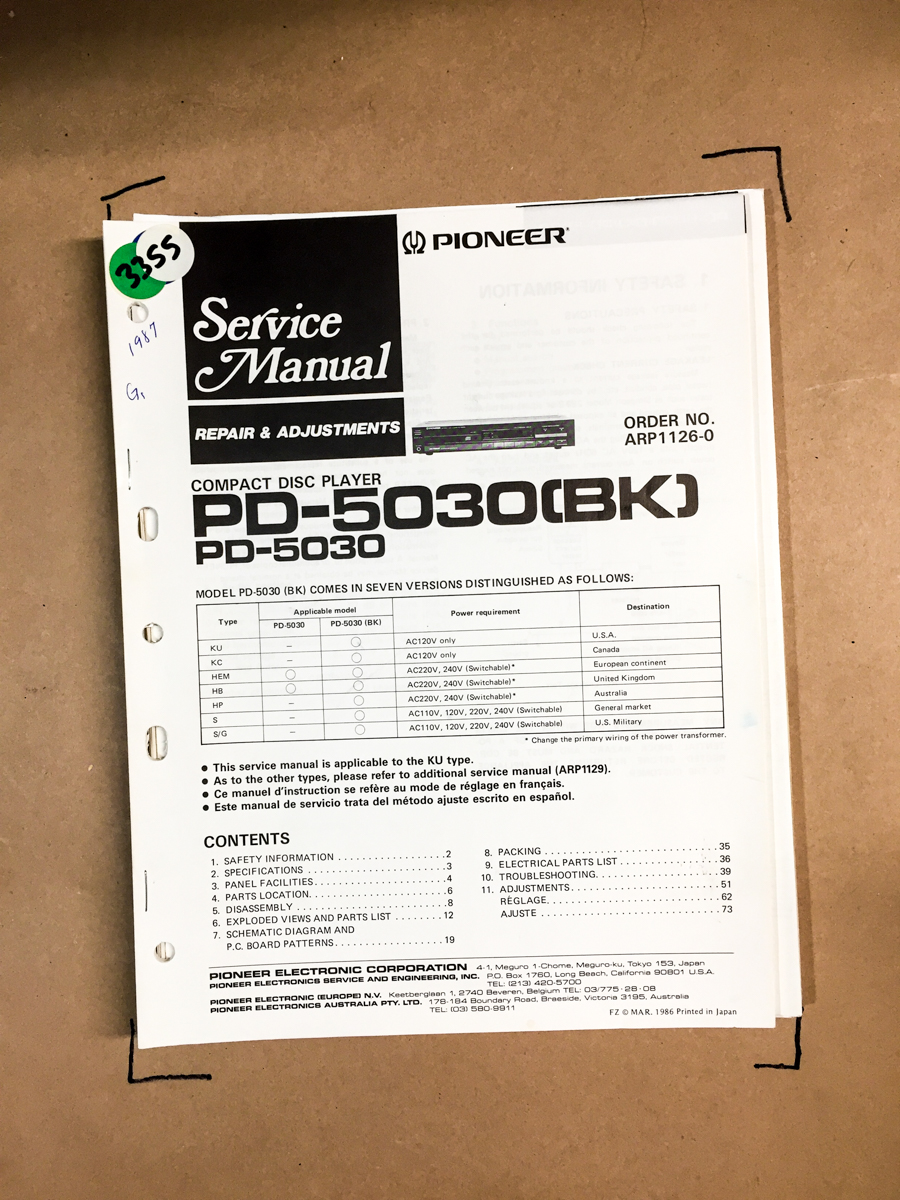 3355
1987
G,
Service
Manual
PIONEER®
REPAIR & ADJUSTMENTS
ORDER NO.
ARP1126-0
COMPACT DISC PLAYER
PD-5030(BK)
PD-5030
MODEL PD-5030 (BK) COMES IN SEVEN VERSIONS DISTINGUISHED AS FOLLOWS:
Type Applicable model Power requirement Destination
PD-5030 PD-5030 (BK)
KU – ○ AC120V only U.S.A.
KC – ○ AC120V only Canada
HEM ○ ○ AC220V, 240V (Switchable)* European continent
HB ○ ○ AC220V, 240V (Switchable)* United Kingdom
HP – ○ AC220V, 240V (Switchable)* Australia
S – ○ AC110V, 120V, 220V, 240V (Switchable) General market
S/G – ○ AC110V, 120V, 220V, 240V (Switchable) U.S. Military
* Change the primary wiring of the power transformer.
● This service manual is applicable to the KU type.
● As to the other types, please refer to additional service manual (ARP1129).
● Ce manuel d'instruction se refère au mode de réglage en français.
● Este manual de servicio trata del método ajuste escrito en español.
CONTENTS
1. SAFETY INFORMATION . . . . . . . . . . . . . . . . . 2
2. SPECIFICATIONS . . . . . . . . . . . . . . . . . . . . . . 3
3. PANEL FACILITIES. . . . . . . . . . . . . . . . . . . . . 4
4. PARTS LOCATION. . . . . . . . . . . . . . . . . . . . . . 6
5. DISASSEMBLY . . . . . . . . . . . . . . . . . . . . . . . . 8
6. EXPLODED VIEWS AND PARTS LIST . . . . . . . . 12
7. SCHEMATIC DIAGRAM AND
P.C. BOARD PATTERNS. . . . . . . . . . . . . . . . . 19
8. PACKING . . . . . . . . . . . . . . . . . . . . . . . . . . . 35
9. ELECTRICAL PARTS LIST . . . . . . . . . . . . . . . . 36
10. TROUBLESHOOTING. . . . . . . . . . . . . . . . . . . 39
11. ADJUSTMENTS . . . . . . . . . . . . . . . . . . . . . . . 51
RÉGLAGE. . . . . . . . . . . . . . . . . . . . . . . . . . . 62
AJUSTE . . . . . . . . . . . . . . . . . . . . . . . . . . . . 73
PIONEER ELECTRONIC CORPORATION 4-1, Meguro 1-Chome, Meguro-ku, Tokyo 153, Japan
PIONEER ELECTRONICS SERVICE AND ENGINEERING, INC. P.O. Box 1760, Long Beach, California 90801 U.S.A.
TEL: (213) 420-5700
PIONEER ELECTRONIC (EUROPE) N.V. Keetberglaan 1, 2740 Beveren, Belgium TEL: 03/775 · 28 · 08
PIONEER ELECTRONICS AUSTRALIA PTY. LTD. 178-184 Boundary Road, Braeside, Victoria 3195, Australia
TEL: (03) 580-9911
FZ © MAR. 1986 Printed in Japan